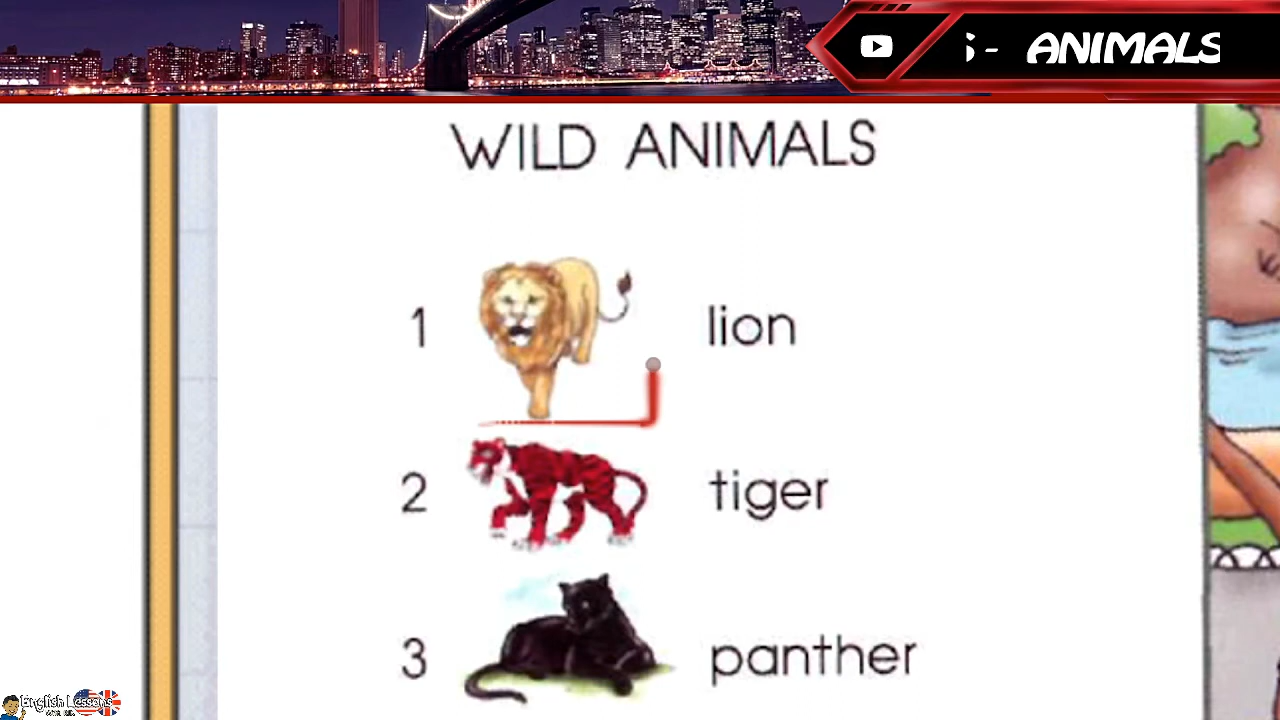 S - ANIMALS
WILD ANIMALS
1 lion
2 tiger
3 panther
English Lessons